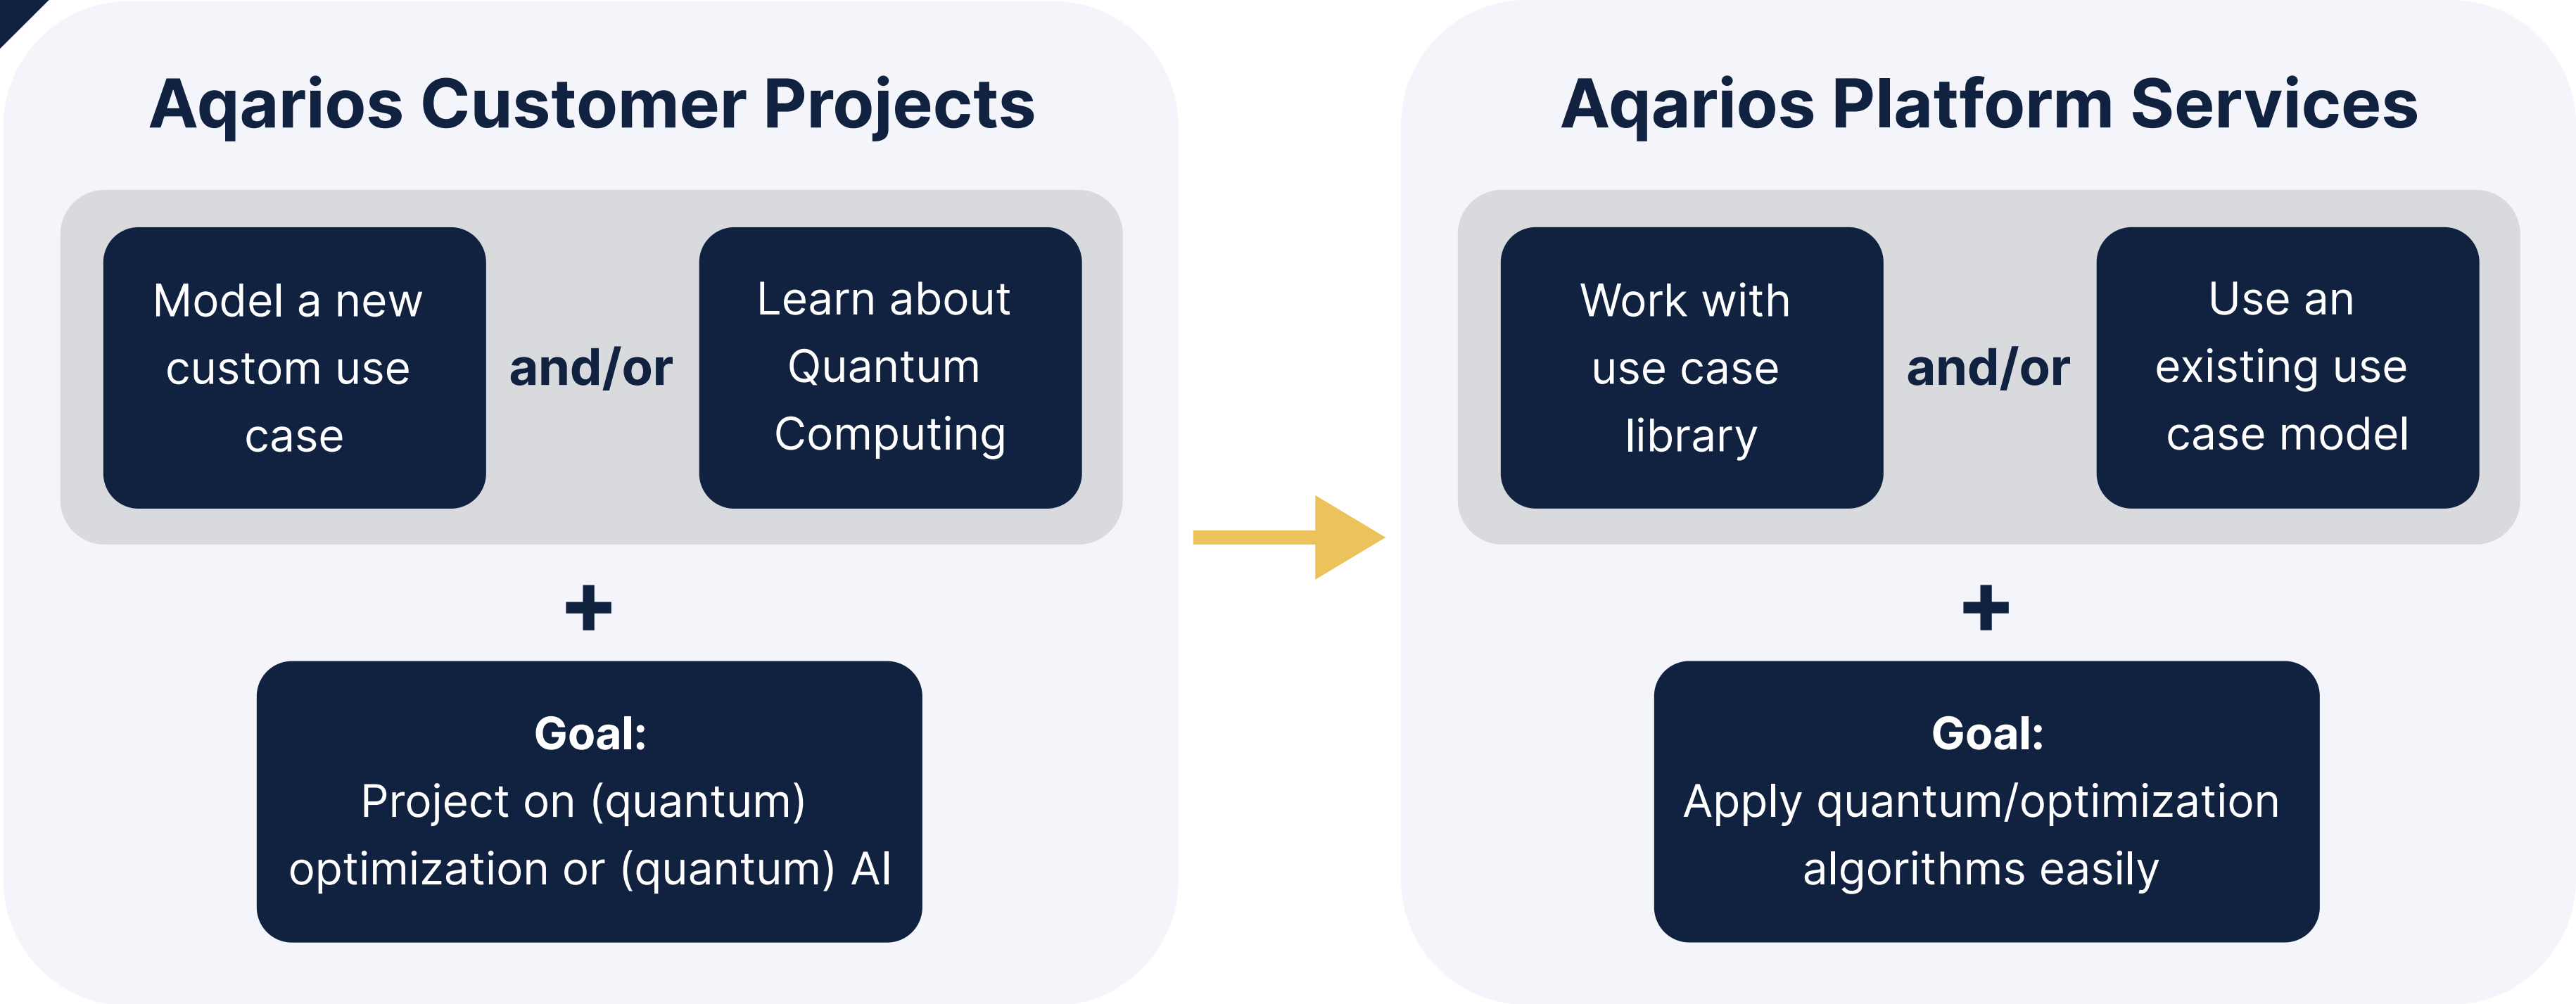 Aqarios Customer Projects
Model a new
custom use
case
and/or
Learn about
Quantum
Computing
+
Goal:
Project on (quantum)
optimization or (quantum) AI
Aqarios Platform Services
Work with
use case
library
and/or
Use an
existing use
case model
+
Goal:
Apply quantum/optimization
algorithms easily